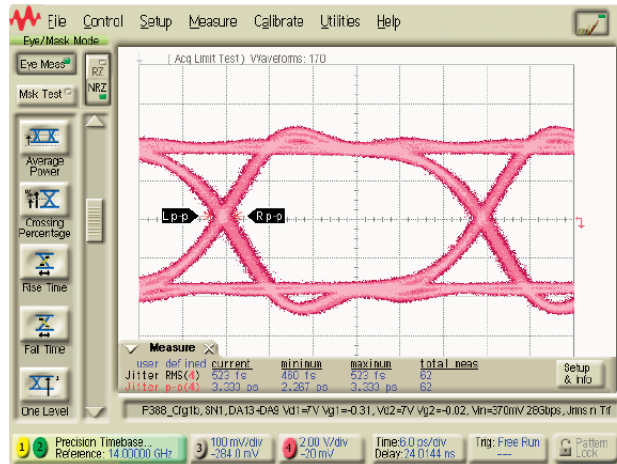 File Control Setup Measure Calibrate Utilities Help
Eye/Mask Mode
Eye Meas
RZ
NRZ
Msk Test
( Acq Limit Test ) Waveforms: 170
Average
Power
Crossing
Percentage
Rise Time
Fall Time
One Level
L p-p
R p-p
Measure
user defined current minimum maximum total meas
Jitter RMS(4) 523 fs 460 fs 523 fs 62
Jitter p-p(4) 3.333 ps 2.267 ps 3.333 ps 62
Setup
& Info
P388_Cfg1b, SN1, DA13-DA9 Vd1=7V Vg1=-0.31, Vd2=7V Vg2=-0.02, Vin=370mV 28Gbps, Jrms n Trf
1 2 Precision Timebase...
Reference: 14.00000 GHz
3 100 mV/div
-284.0 mV
4 2.00 V/div
-20 mV
Time:6.0 ps/div
Delay:24.0144 ns
Trig: Free Run
---
Pattern
Lock